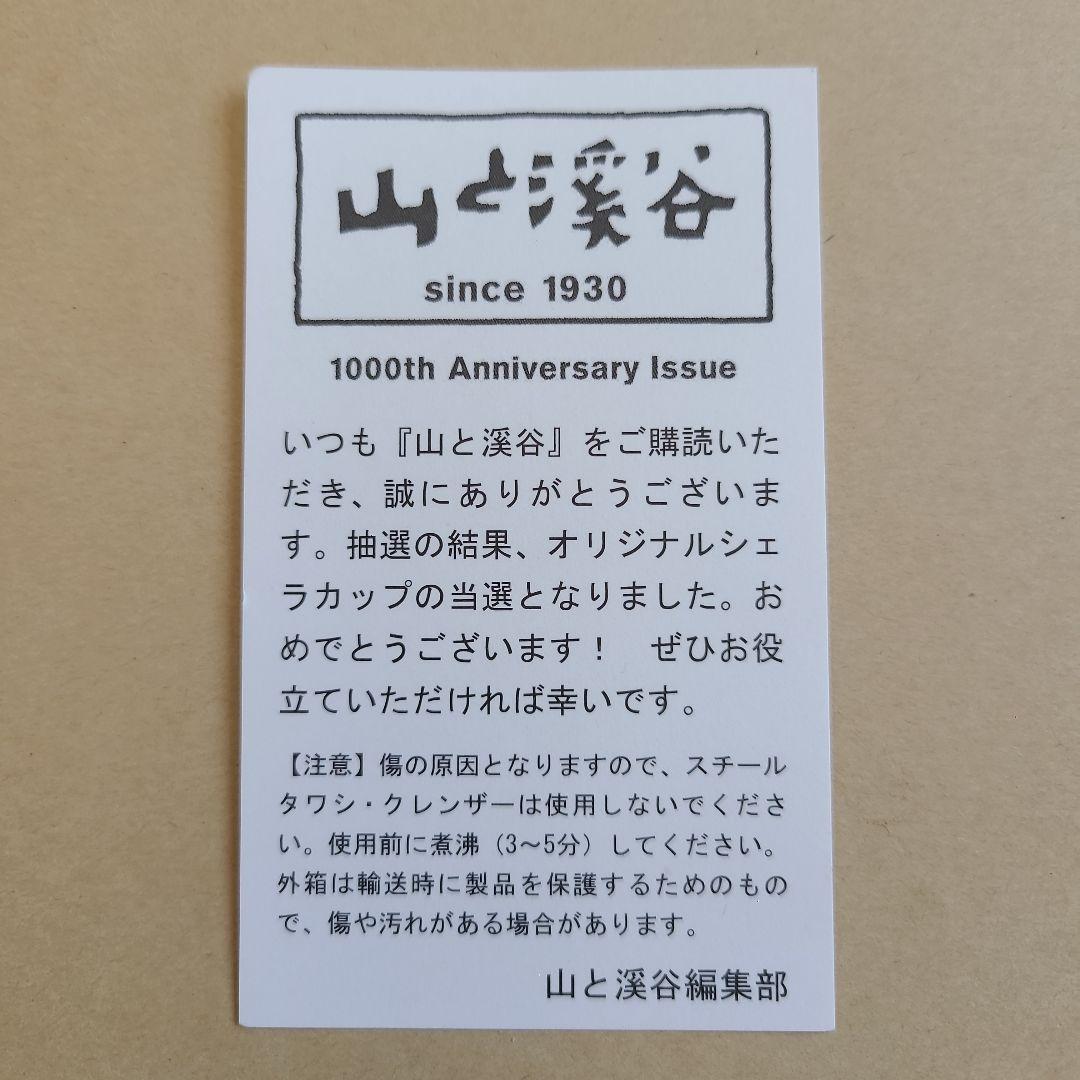 山と溪谷
since 1930
1000th Anniversary Issue
いつも『山と溪谷』をご購読いた
だき、誠にありがとうございま
す。抽選の結果、オリジナルシェ
ラカップの当選となりました。お
めでとうございます！　ぜひお役
立ていただければ幸いです。
【注意】傷の原因となりますので、スチール
タワシ・クレンザーは使用しないでくださ
い。使用前に煮沸（3〜5分）してください。
外箱は輸送時に製品を保護するためのもの
で、傷や汚れがある場合があります。
山と溪谷編集部